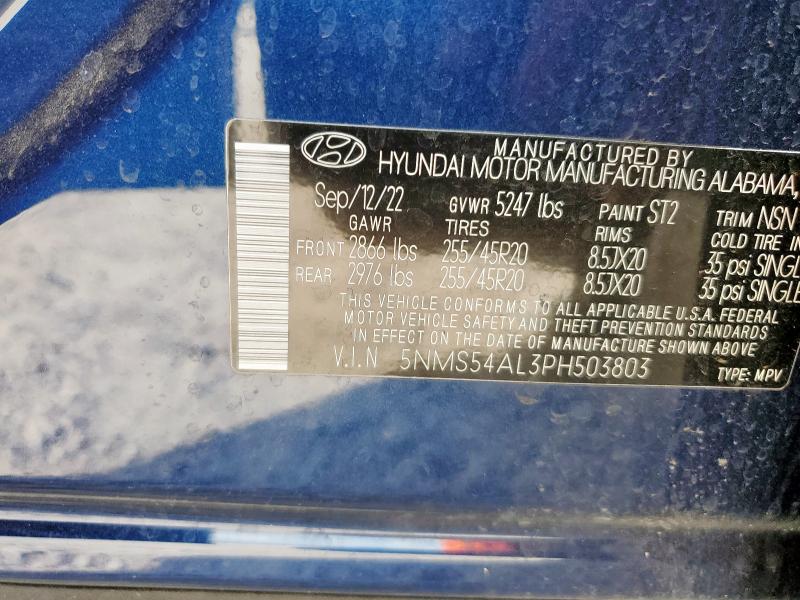 MANUFACTURED BY
HYUNDAI MOTOR MANUFACTURING ALABAMA,
Sep/12/22 GVWR 5247 lbs PAINT ST2 TRIM NSN
GAWR TIRES RIMS COLD TIRE IN
FRONT 2866 lbs 255/45R20 8.5JX20 35 psi SINGLE
REAR 2976 lbs 255/45R20 8.5JX20 35 psi SINGLE
THIS VEHICLE CONFORMS TO ALL APPLICABLE U.S.A. FEDERAL
MOTOR VEHICLE SAFETY AND THEFT PREVENTION STANDARDS
IN EFFECT ON THE DATE OF MANUFACTURE SHOWN ABOVE
V.I.N 5NMS54AL3PH503803 TYPE: MPV